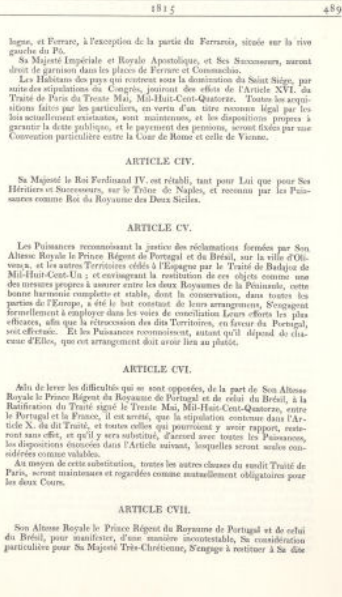 1815 489
logne, et Ferrare, à l'exception de la partie du Ferrarois, située sur la rive
gauche du Pô.
Sa Majesté Impériale et Royale Apostolique, et Ses Successeurs, auront
droit de garnison dans les places de Ferrare et Commachio.
Les Habitans des pays qui rentrent sous la domination du Saint Siége, par
suite des stipulations du Congrès, jouiront des effets de l'Article XVI. du
Traité de Paris du Trente Mai, Mil-Huit-Cent-Quatorze. Toutes les acqui-
sitions faites par les particuliers, en vertu d'un titre reconnu légal par les
lois actuellement existantes, sont maintenues, et les dispositions propres à
garantir la dette publique, et le payement des pensions, seront fixées par une
Convention particulière entre la Cour de Rome et celle de Vienne.
ARTICLE CIV.
Sa Majesté le Roi Ferdinand IV. est rétabli, tant pour Lui que pour Ses
Héritiers et Successeurs, sur le Trône de Naples, et reconnu par les Puis-
sances comme Roi du Royaume des Deux Siciles.
ARTICLE CV.
Les Puissances reconnoissant la justice des réclamations formées par Son
Altesse Royale le Prince Régent de Portugal et du Brésil, sur la ville d'Oli-
venza, et les autres Territoires cédés à l'Espagne par le Traité de Badajoz de
Mil-Huit-Cent-Un ; et envisageant la restitution de ces objets comme une
des mesures propres à assurer entre les deux Royaumes de la Péninsule, cette
bonne harmonie complette et stable, dont la conservation, dans toutes les
parties de l'Europe, a été le but constant de leurs arrangemens, S'engagent
formellement à employer dans les voies de conciliation Leurs efforts les plus
efficaces, afin que la rétrocession des dits Territoires, en faveur du Portugal,
soit effectuée. Et les Puissances reconnoissent, autant qu'il dépend de cha-
cune d'Elles, que cet arrangement doit avoir lieu au plutôt.
ARTICLE CVI.
Afin de lever les difficultés qui se sont opposées, de la part de Son Altesse
Royale le Prince Régent du Royaume de Portugal et de celui du Brésil, à la
Ratification du Traité signé le Trente Mai, Mil-Huit-Cent-Quatorze, entre
le Portugal et la France, il est arrêté, que la stipulation contenue dans l'Ar-
ticle X. du dit Traité, et toutes celles qui pourroient y avoir rapport, reste-
ront sans effet, et qu'il y sera substitué, d'accord avec toutes les Puissances,
les dispositions énoncées dans l'Article suivant, lesquelles seront seules con-
sidérées comme valables.
Au moyen de cette substitution, toutes les autres clauses du susdit Traité de
Paris, seront maintenues et regardées comme mutuellement obligatoires pour
les deux Cours.
ARTICLE CVII.
Son Altesse Royale le Prince Régent du Royaume de Portugal et de celui
du Brésil, pour manifester, d'une manière incontestable, Sa considération
particulière pour Sa Majesté Très-Chrétienne, S'engage à restituer à Sa dite